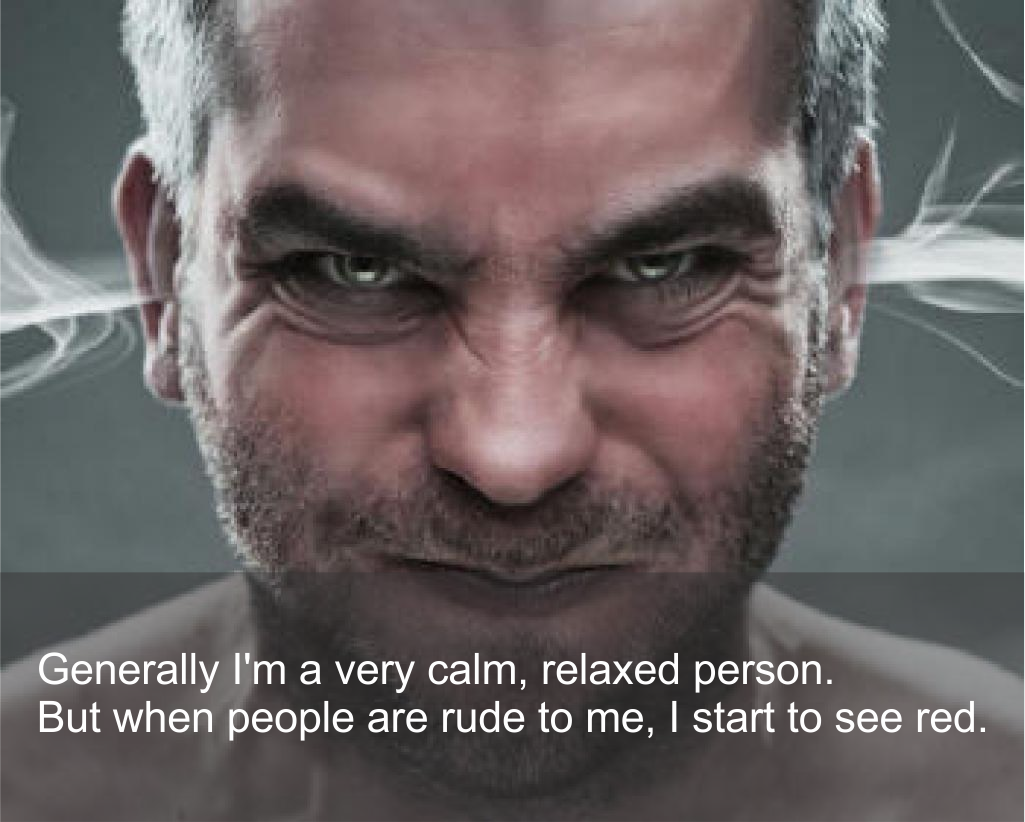 Generally I'm a very calm, relaxed person.
But when people are rude to me, I start to see red.